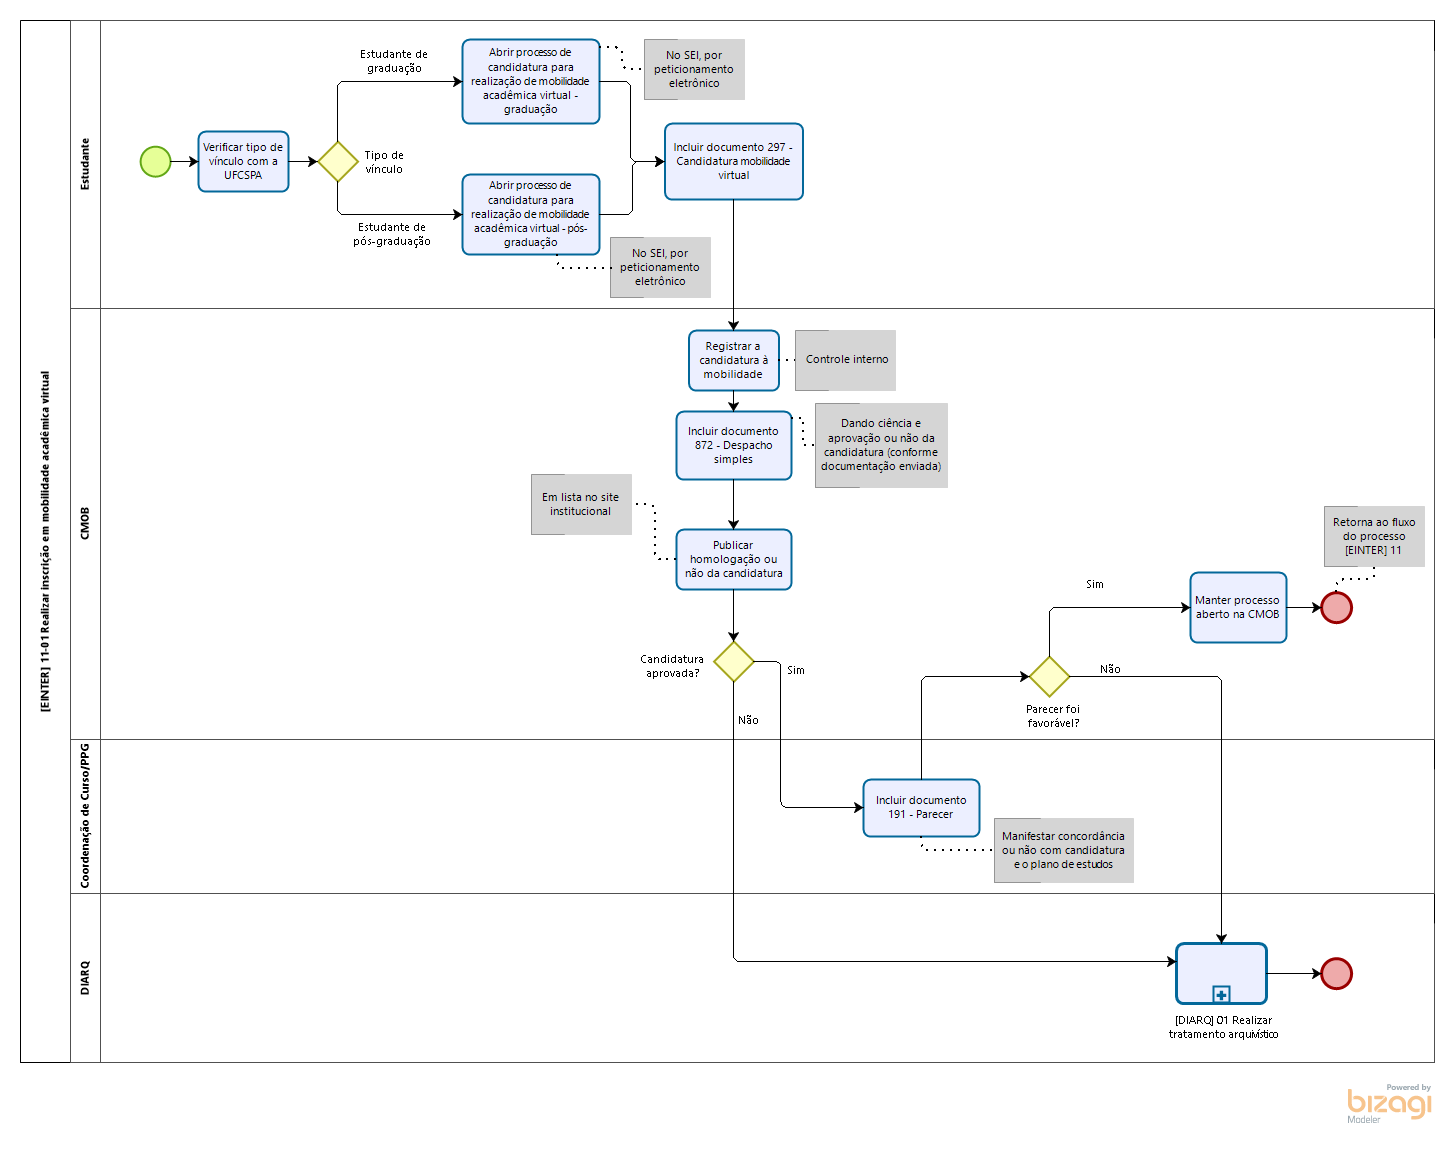 [EINTER] 11-01 Realizar inscrição em mobilidade acadêmica virtual
Estudante
Verificar tipo de
vínculo com a
UFCSPA
Tipo de
vínculo
Estudante de
graduação
Estudante de
pós-graduação
Abrir processo de
candidatura para
realização de mobilidade
acadêmica virtual -
graduação
No SEI, por
peticionamento
eletrônico
Abrir processo de
candidatura para
realização de mobilidade
acadêmica virtual - pós-
graduação
No SEI, por
peticionamento
eletrônico
Incluir documento 297 -
Candidatura mobilidade
virtual
CMOB
Registrar a
candidatura à
mobilidade
Controle interno
Incluir documento
872 - Despacho
simples
Dando ciência e
aprovação ou não da
candidatura (conforme
documentação enviada)
Em lista no site
institucional
Publicar
homologação ou
não da candidatura
Candidatura
aprovada?
Sim
Não
Parecer foi
favorável?
Sim
Não
Manter processo
aberto na CMOB
Retorna ao fluxo
do processo
[EINTER] 11
Coordenação de Curso/PPG
Incluir documento
191 - Parecer
Manifestar concordância
ou não com candidatura
e o plano de estudos
DIARQ
[DIARQ] 01 Realizar
tratamento arquivístico
Powered by
bizagi
Modeler